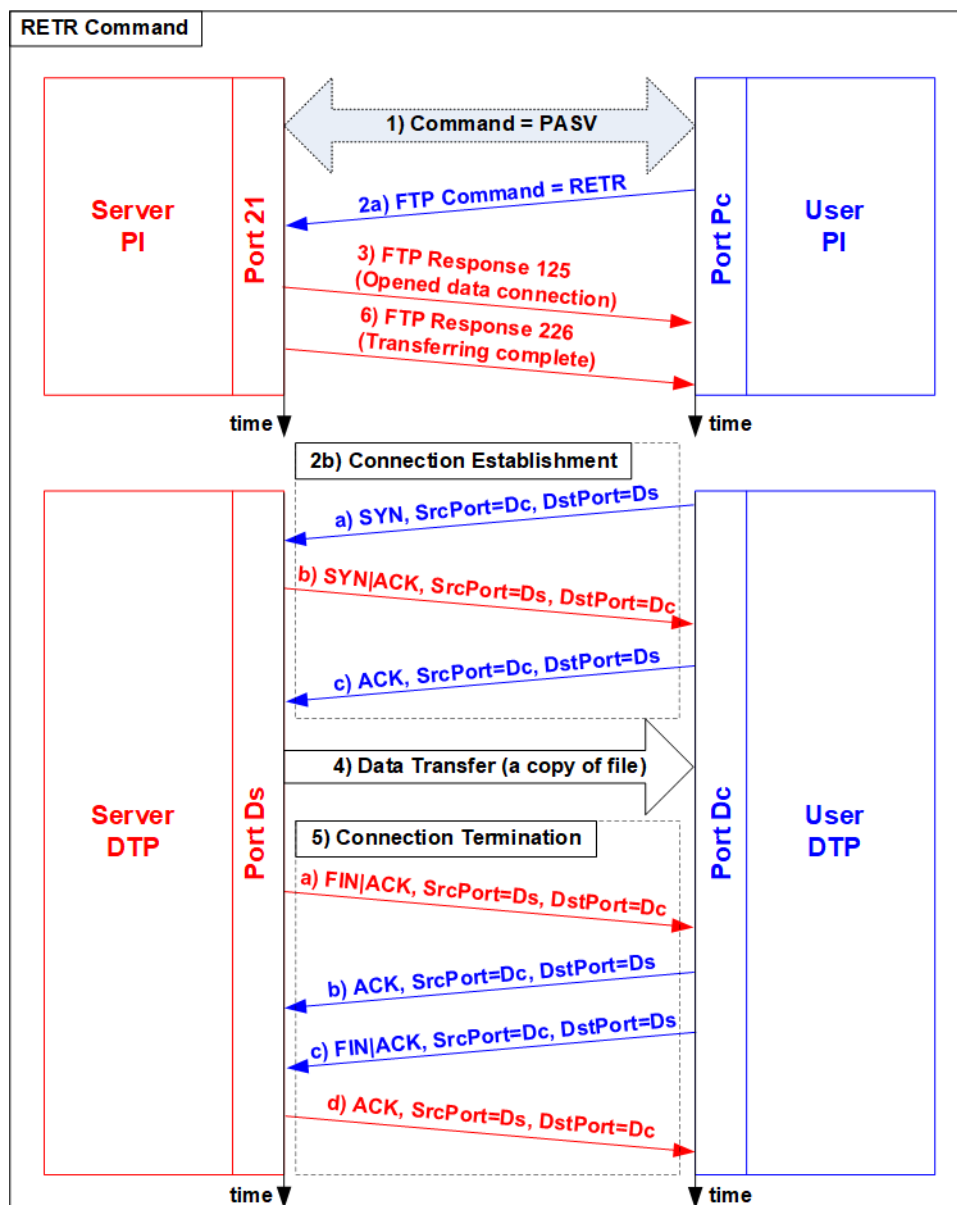 RETR Command
1) Command = PASV
Server
PI
Port 21
2a) FTP Command = RETR
3) FTP Response 125
(Opened data connection)
6) FTP Response 226
(Transferring complete)
Port Pc
User
PI
time
time
2b) Connection Establishment
a) SYN, SrcPort=Dc, DstPort=Ds
b) SYN|ACK, SrcPort=Ds, DstPort=Dc
c) ACK, SrcPort=Dc, DstPort=Ds
4) Data Transfer (a copy of file)
Server
DTP
Port Ds
Port Dc
User
DTP
5) Connection Termination
a) FIN|ACK, SrcPort=Ds, DstPort=Dc
b) ACK, SrcPort=Dc, DstPort=Ds
c) FIN|ACK, SrcPort=Dc, DstPort=Ds
d) ACK, SrcPort=Ds, DstPort=Dc
time
time